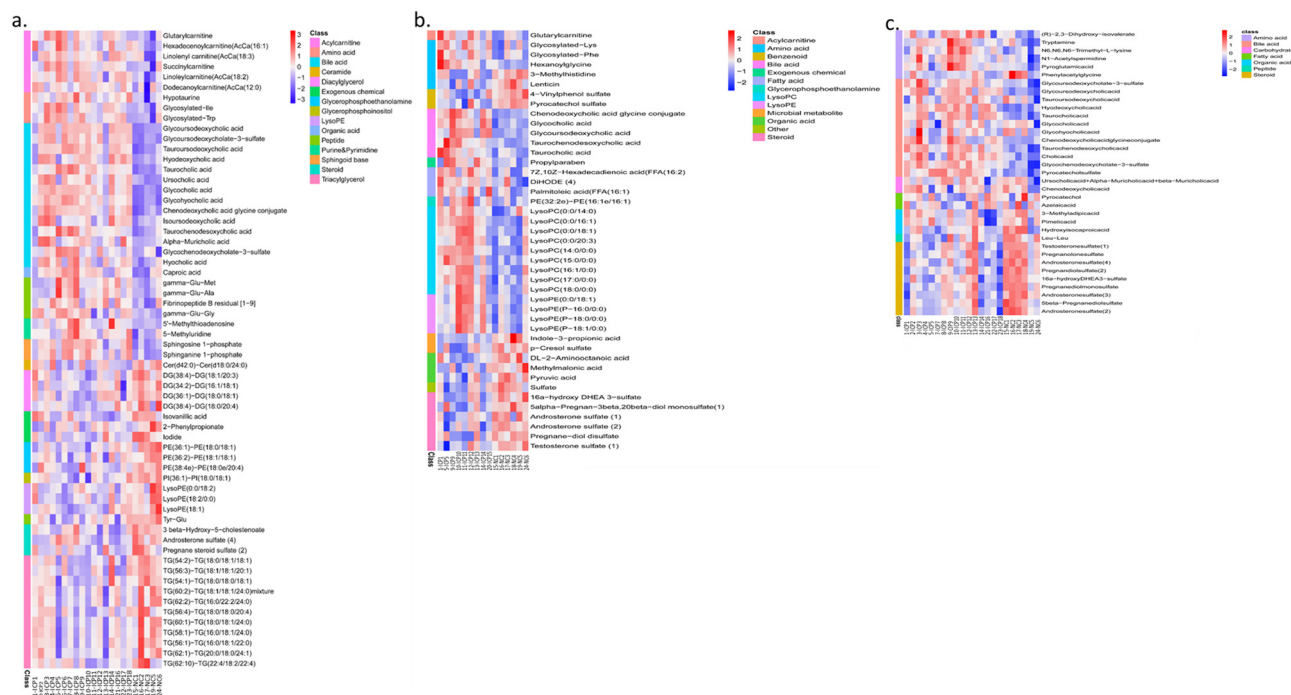 a.
Glutarylcarnitine
Hexadecenoylcarnitine(AcCa(16:1)
Linolenyl carnitine(AcCa(18:3)
Succinylcarnitine
Linoleylcarnitine(AcCa(18:2)
Dodecanoylcarnitine(AcCa(12:0)
Hypotaurine
Glycosylated-Ile
Glycosylated-Trp
Glycoursodeoxycholic acid
Glycoursodeoxycholate-3-sulfate
Tauroursodeoxycholic acid
Hyodeoxycholic acid
Taurocholic acid
Ursocholic acid
Glycocholic acid
Glycohyocholic acid
Chenodeoxycholic acid glycine conjugate
Isoursodeoxycholic acid
Taurochenodesoxycholic acid
Alpha-Muricholic acid
Glycochenodeoxycholate-3-sulfate
Hyocholic acid
Caproic acid
gamma-Glu-Met
gamma-Glu-Ala
Fibrinopeptide B residual [1-9]
gamma-Glu-Gly
5'-Methylthioadenosine
5-Methyluridine
Sphingosine 1-phosphate
Sphinganine 1-phosphate
Cer(d42:0)-Cer(d18:0/24:0)
DG(38:4)-DG(18:1/20:3)
DG(34:2)-DG(16:1/18:1)
DG(36:1)-DG(18:0/18:1)
DG(38:4)-DG(18:0/20:4)
Isovanillic acid
2-Phenylpropionate
Iodide
PE(36:1)-PE(18:0/18:1)
PE(36:2)-PE(18:1/18:1)
PE(38:4e)-PE(18:0e/20:4)
PI(36:1)-PI(18:0/18:1)
LysoPE(0:0/18:2)
LysoPE(18:2/0:0)
LysoPE(18:1)
Tyr-Glu
3 beta-Hydroxy-5-cholestenoate
Androsterone sulfate (4)
Pregnane steroid sulfate (2)
TG(54:2)-TG(18:0/18:1/18:1)
TG(56:3)-TG(18:1/18:1/20:1)
TG(54:1)-TG(18:0/18:0/18:1)
TG(60:2)-TG(18:1/18:1/24:0)mixture
TG(62:2)-TG(16:0/22:2/24:0)
TG(56:4)-TG(18:0/18:0/20:4)
TG(60:1)-TG(18:0/18:1/24:0)
TG(58:1)-TG(16:0/18:1/24:0)
TG(56:1)-TG(16:0/18:1/22:0)
TG(62:1)-TG(20:0/18:0/24:1)
TG(62:10)-TG(22:4/18:2/22:4)
Class
3
2
1
0
-1
-2
-3
Class
Acylcarnitine
Amino acid
Bile acid
Ceramide
Diacylglycerol
Exogenous chemical
Glycerophosphoethanolamine
Glycerophosphoinositol
LysoPE
Organic acid
Peptide
Purine&Pyrimidine
Sphingoid base
Steroid
Triacylglycerol
b.
Glutarylcarnitine
Glycosylated-Lys
Glycosylated-Phe
Hexanoylglycine
3-Methylhistidine
Lenticin
4-Vinylphenol sulfate
Pyrocatechol sulfate
Chenodeoxycholic acid glycine conjugate
Glycocholic acid
Glycoursodeoxycholic acid
Taurochenodesoxycholic acid
Taurocholic acid
Propylparaben
7Z,10Z-Hexadecadienoic acid(FFA(16:2)
DiHODE (4)
Palmitoleic acid(FFA(16:1)
PE(32:2e)-PE(16:1e/16:1)
LysoPC(0:0/14:0)
LysoPC(0:0/16:1)
LysoPC(0:0/18:1)
LysoPC(0:0/20:3)
LysoPC(14:0/0:0)
LysoPC(15:0/0:0)
LysoPC(16:1/0:0)
LysoPC(17:0/0:0)
LysoPC(18:0/0:0)
LysoPE(0:0/18:1)
LysoPE(P-16:0/0:0)
LysoPE(P-18:0/0:0)
LysoPE(P-18:1/0:0)
Indole-3-propionic acid
p-Cresol sulfate
DL-2-Aminooctanoic acid
Methylmalonic acid
Pyruvic acid
Sulfate
16a-hydroxy DHEA 3-sulfate
5alpha-Pregnan-3beta,20beta-diol monosulfate(1)
Androsterone sulfate (1)
Androsterone sulfate (2)
Pregnane-diol disulfate
Testosterone sulfate (1)
Class
2
1
0
-1
-2
Class
Acylcarnitine
Amino acid
Benzenoid
Bile acid
Exogenous chemical
Fatty acid
Glycerophosphoethanolamine
LysoPC
LysoPE
Microbial metabolite
Organic acid
Other
Steroid
c.
(R)-2,3-Dihydroxy-isovalerate
Tryptamine
N6,N6,N6-Trimethyl-L-lysine
N1-Acetylspermidine
Pyroglutamicacid
Phenylacetylglycine
Glycoursodeoxycholate-3-sulfate
Glycoursodeoxycholicacid
Tauroursodeoxycholicacid
Hyodeoxycholicacid
Taurocholicacid
Glycocholicacid
Glycohyocholicacid
Chenodeoxycholicacidglycineconjugate
Taurochenodesoxycholicacid
Cholicacid
Glycochenodeoxycholate-3-sulfate
Pyrocatecholsulfate
Ursocholicacid+Alpha-Muricholicacid+beta-Muricholicacid
Chenodeoxycholicacid
Pyrocatechol
Azelaicacid
3-Methyladipicacid
Pimelicacid
Hydroxyisocaproicacid
Leu-Leu
Testosteronesulfate(1)
Pregnanolonesulfate
Androsteronesulfate(4)
Pregnandiolsulfate(2)
16a-hydroxyDHEA3-sulfate
Pregnanediolmonosulfate
Androsteronesulfate(3)
5beta-Pregnanediolsulfate
Androsteronesulfate(2)
class
2
1
0
-1
-2
class
Amino acid
Bile acid
Carbohydrat
Fatty acid
Organic acid
Peptide
Steroid